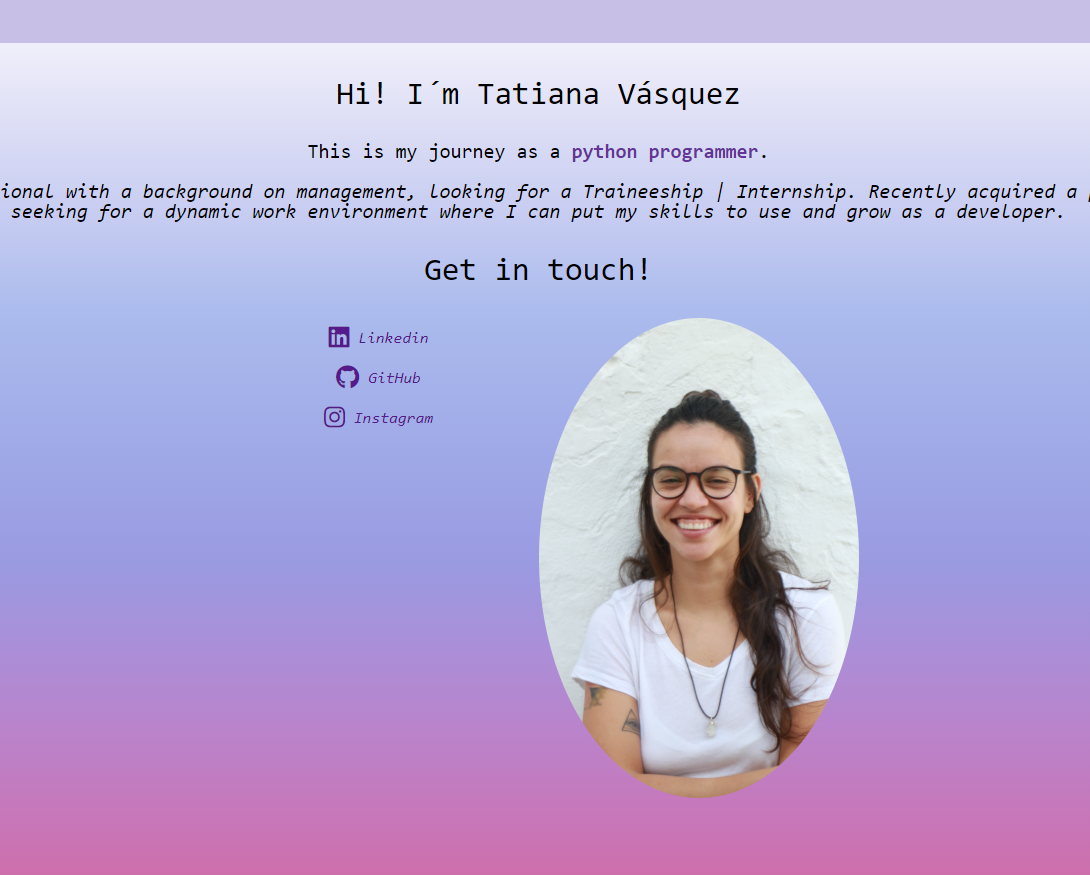 Hi! I´m Tatiana Vásquez
This is my journey as a python programmer.
ional with a background on management, looking for a Traineeship | Internship. Recently acquired a
seeking for a dynamic work environment where I can put my skills to use and grow as a developer.
Get in touch!
Linkedin
GitHub
Instagram